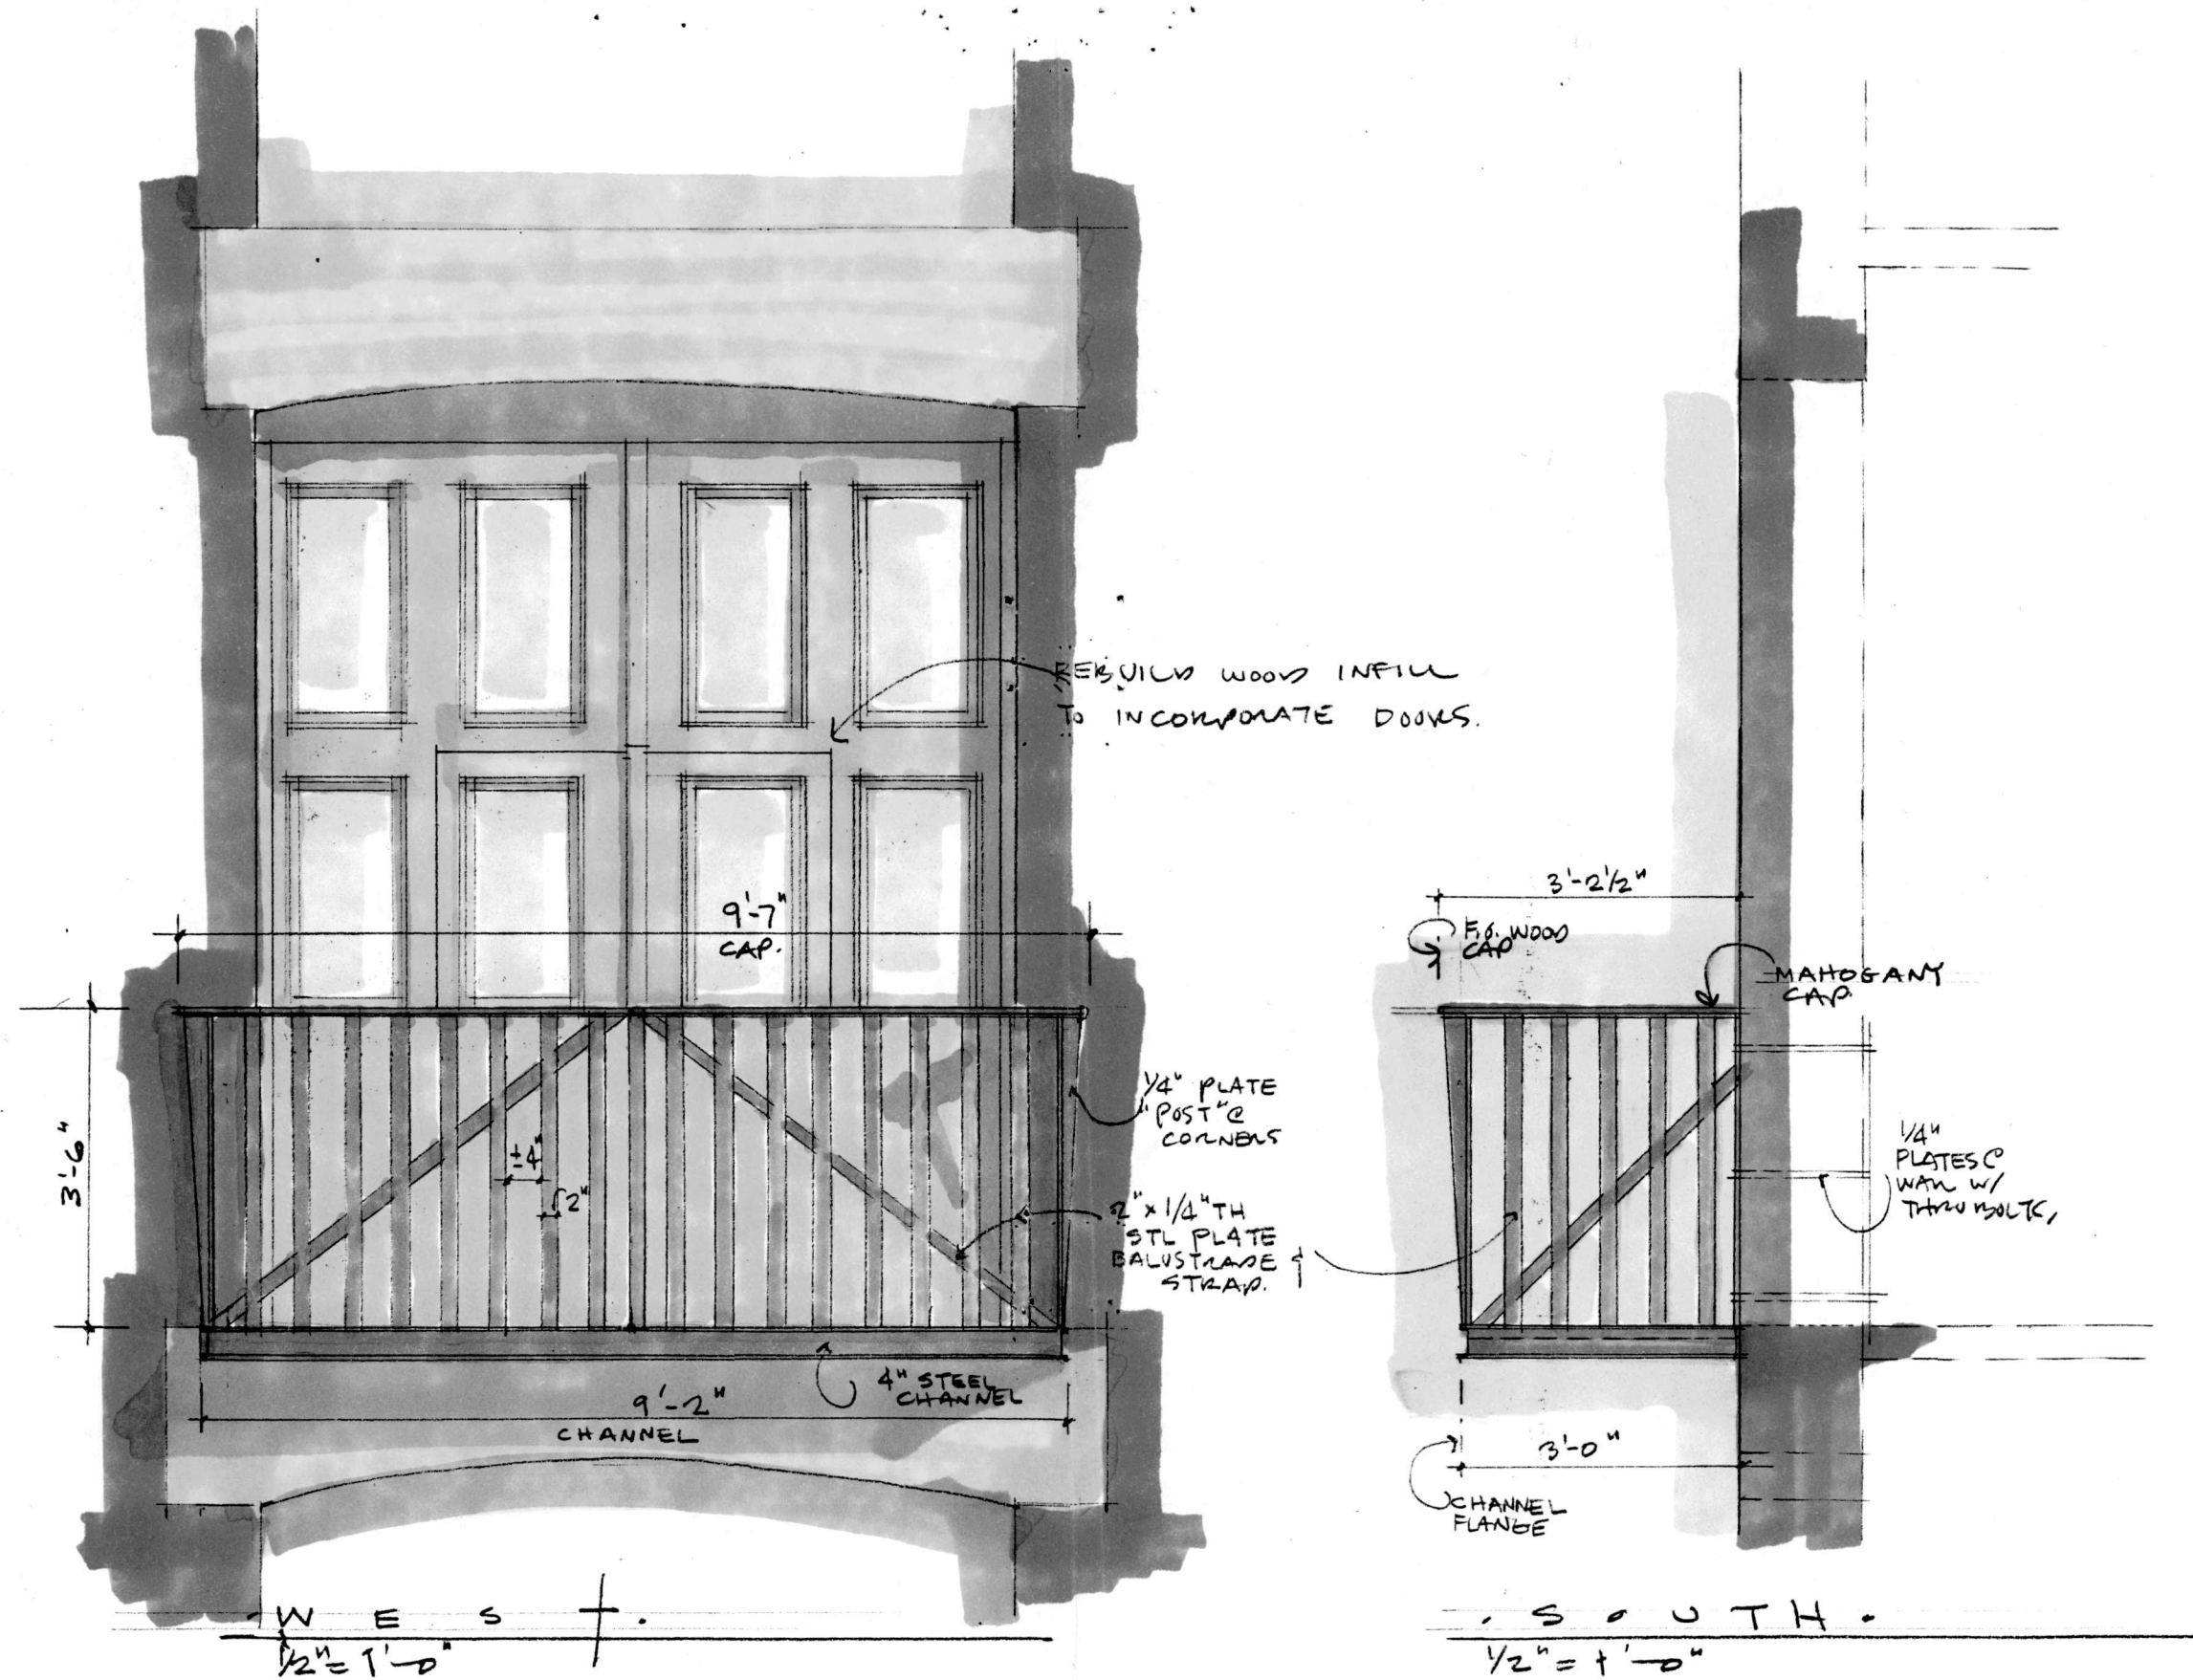 REBUILD WOOD INFILL
TO INCORPORATE DOORS.
9'-7"
CAP.
3'-6"
±4"
2"
1/4" PLATE
"POST" @
CORNERS
2" x 1/4" TH
STL PLATE
BALUSTRADE &
STRAP.
4" STEEL
CHANNEL
9'-2"
CHANNEL
WEST.
1/2" = 1'-0"
3'-2 1/2"
F.G. WOOD
CAP
MAHOGANY
CAP.
1/4"
PLATES @
WALL W/
THRU BOLTS,
3'-0"
CHANNEL
FLANGE
. SOUTH .
1/2" = 1'-0"